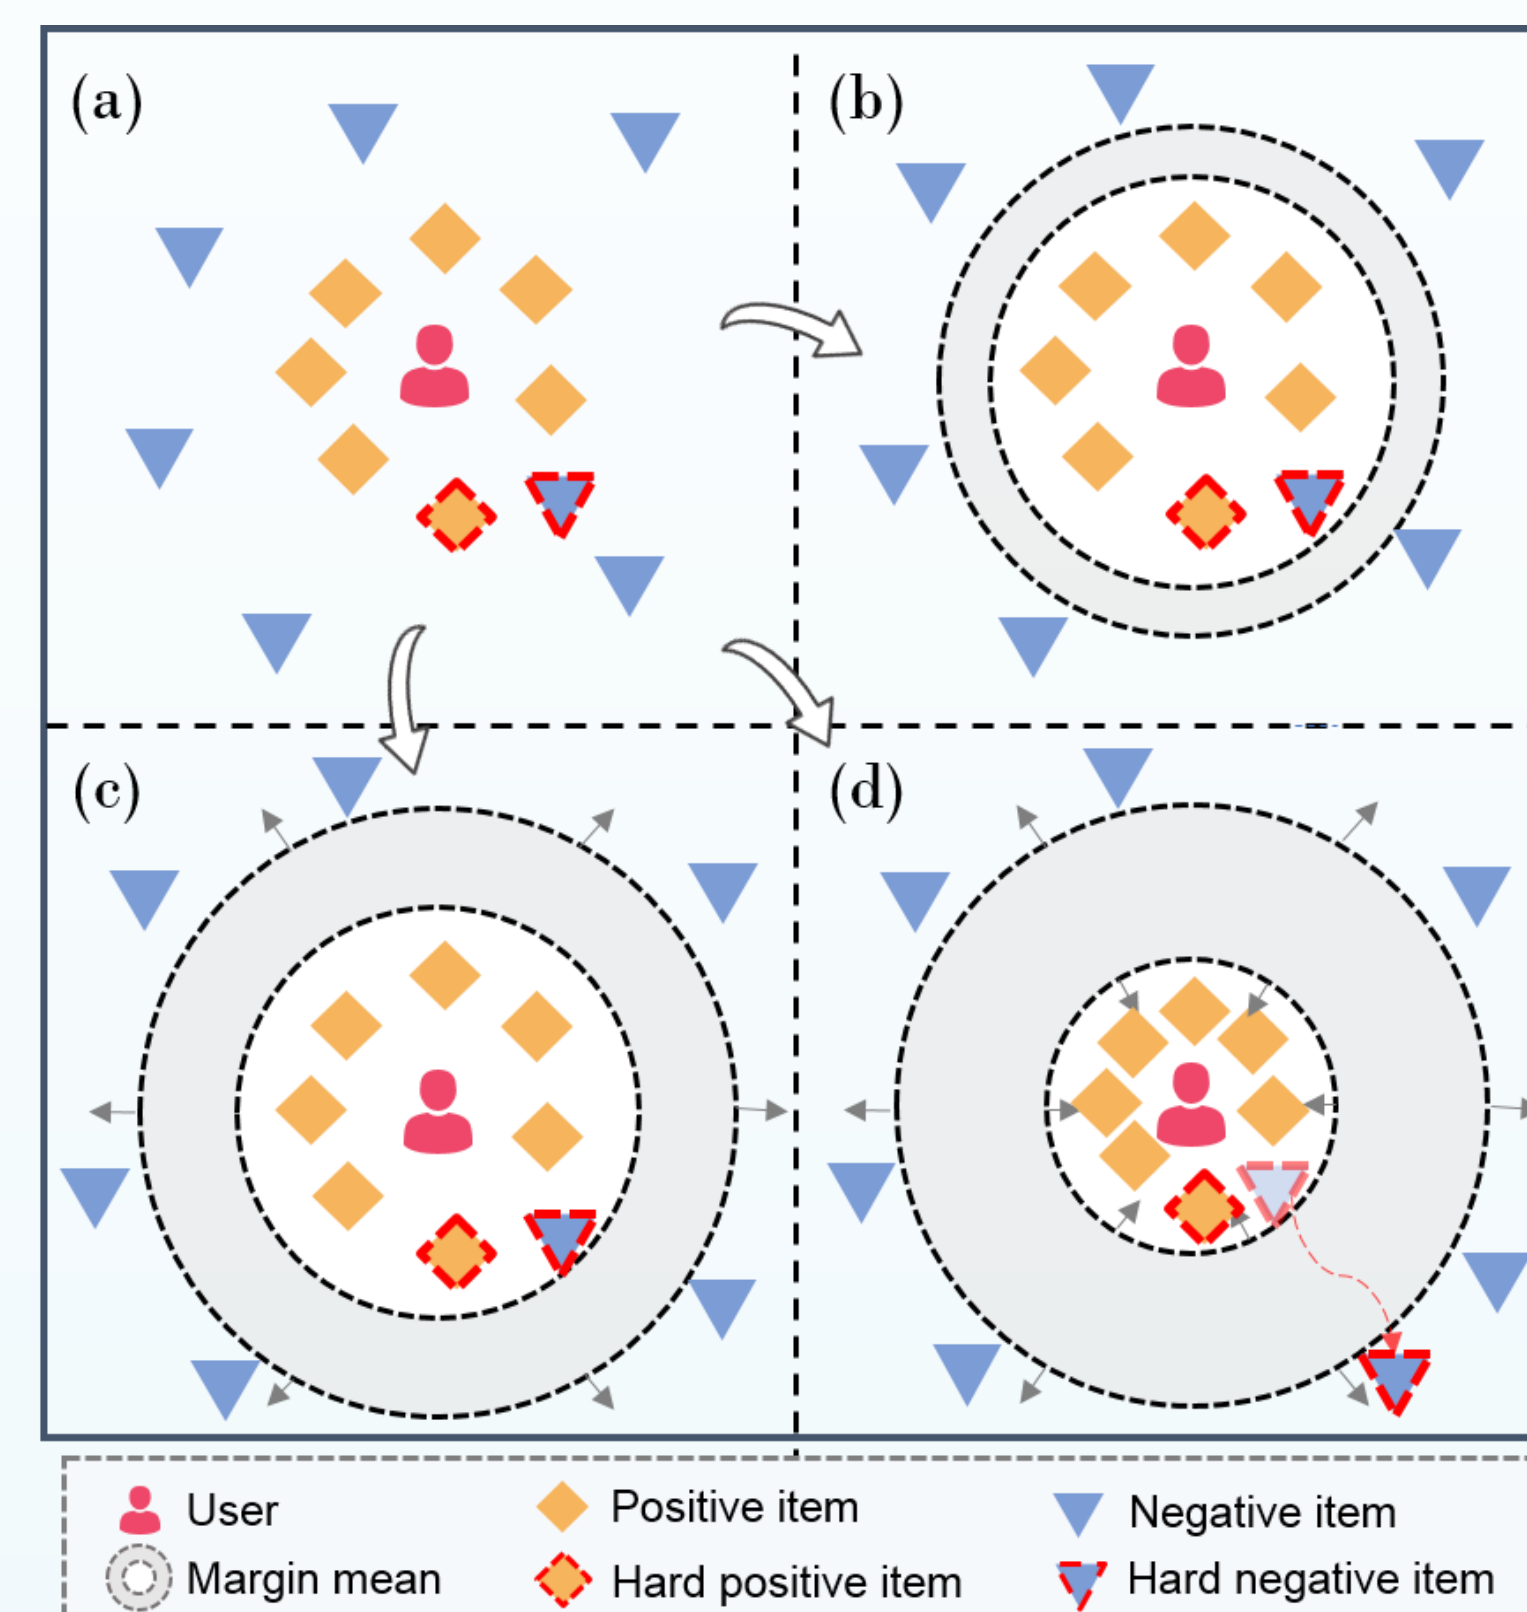 (a)
(b)
(c)
(d)
User
Positive item
Negative item
Margin mean
Hard positive item
Hard negative item